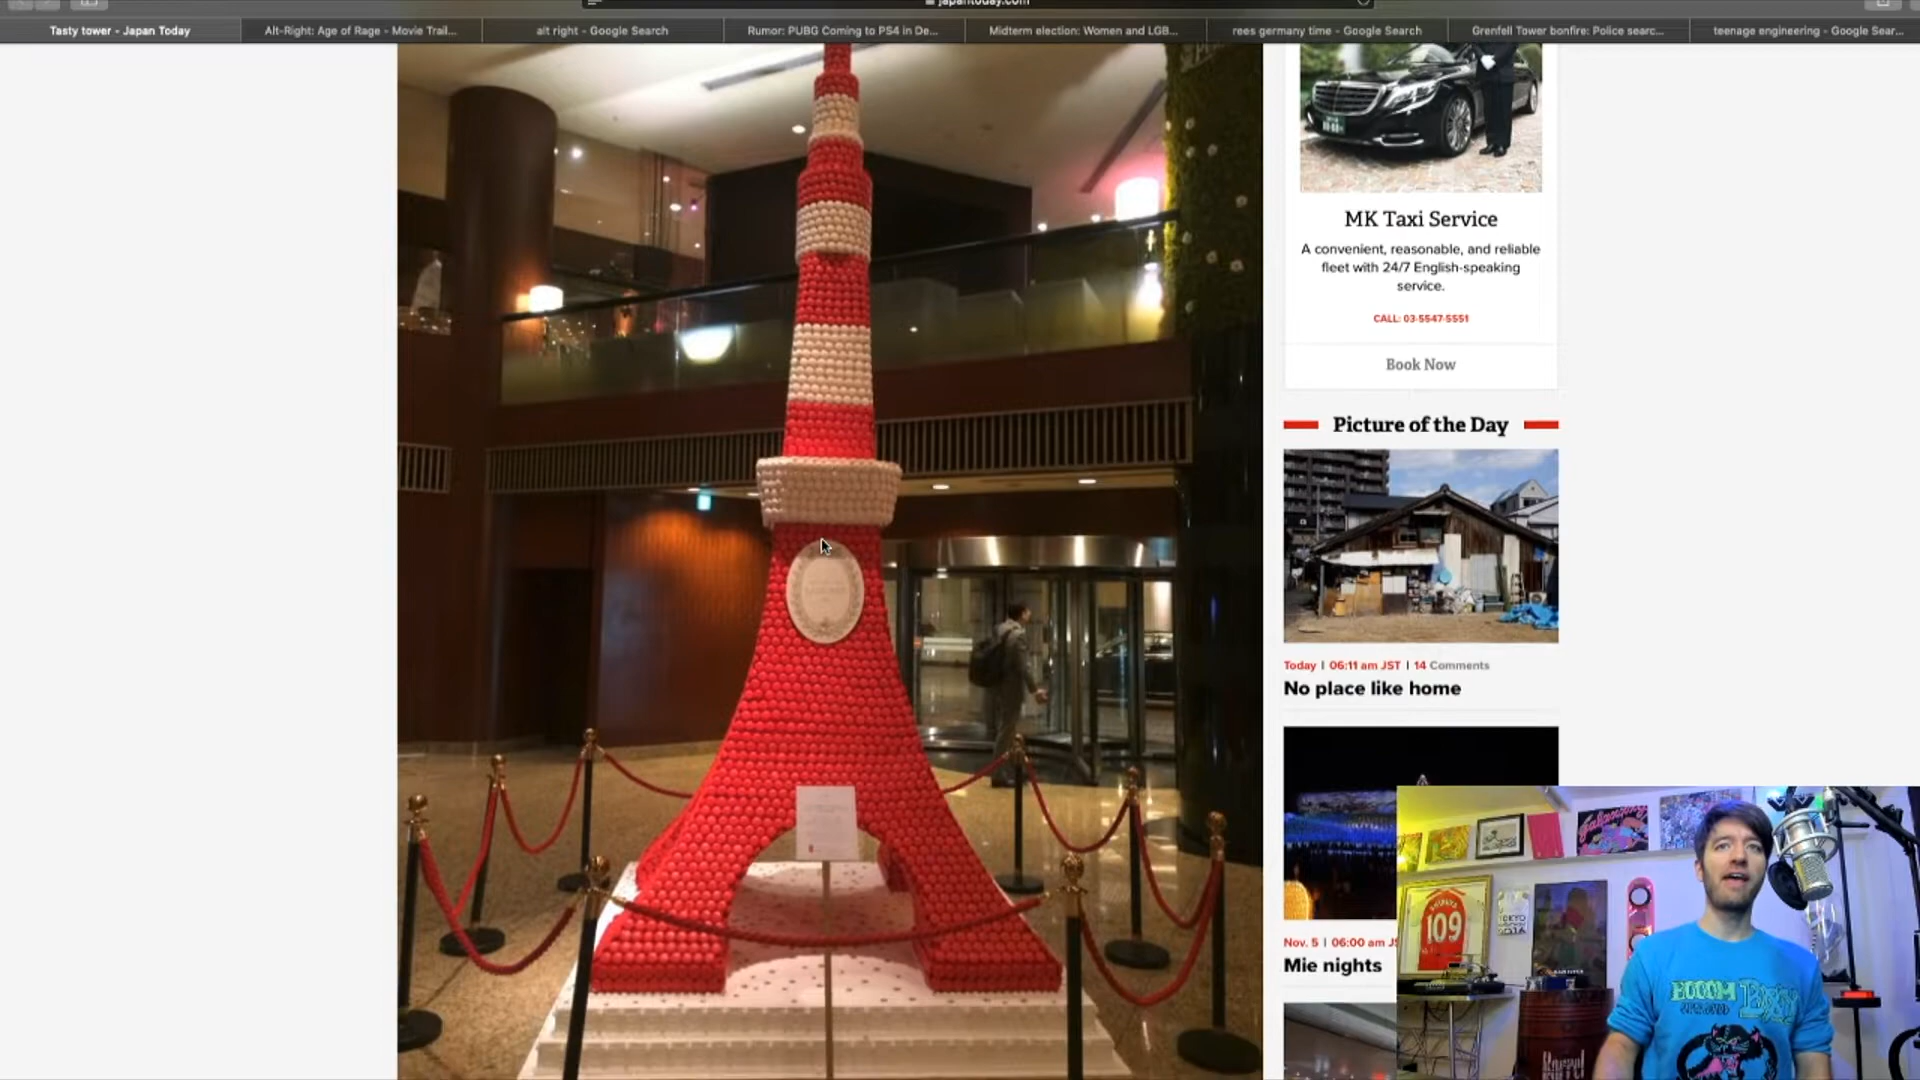 japantoday.com
Tasty tower - Japan Today
Alt-Right: Age of Rage - Movie Trail...
alt right - Google Search
Rumor: PUBG Coming to PS4 in De...
Midterm election: Women and LGB...
rees germany time - Google Search
Grenfell Tower bonfire: Police searc...
teenage engineering - Google Sear...
MK Taxi Service
A convenient, reasonable, and reliable
fleet with 24/7 English-speaking
service.
CALL: 03-5547-5551
Book Now
Picture of the Day
Today | 06:11 am JST | 14 Comments
No place like home
Nov. 5 | 06:00 am JS
Mie nights
109